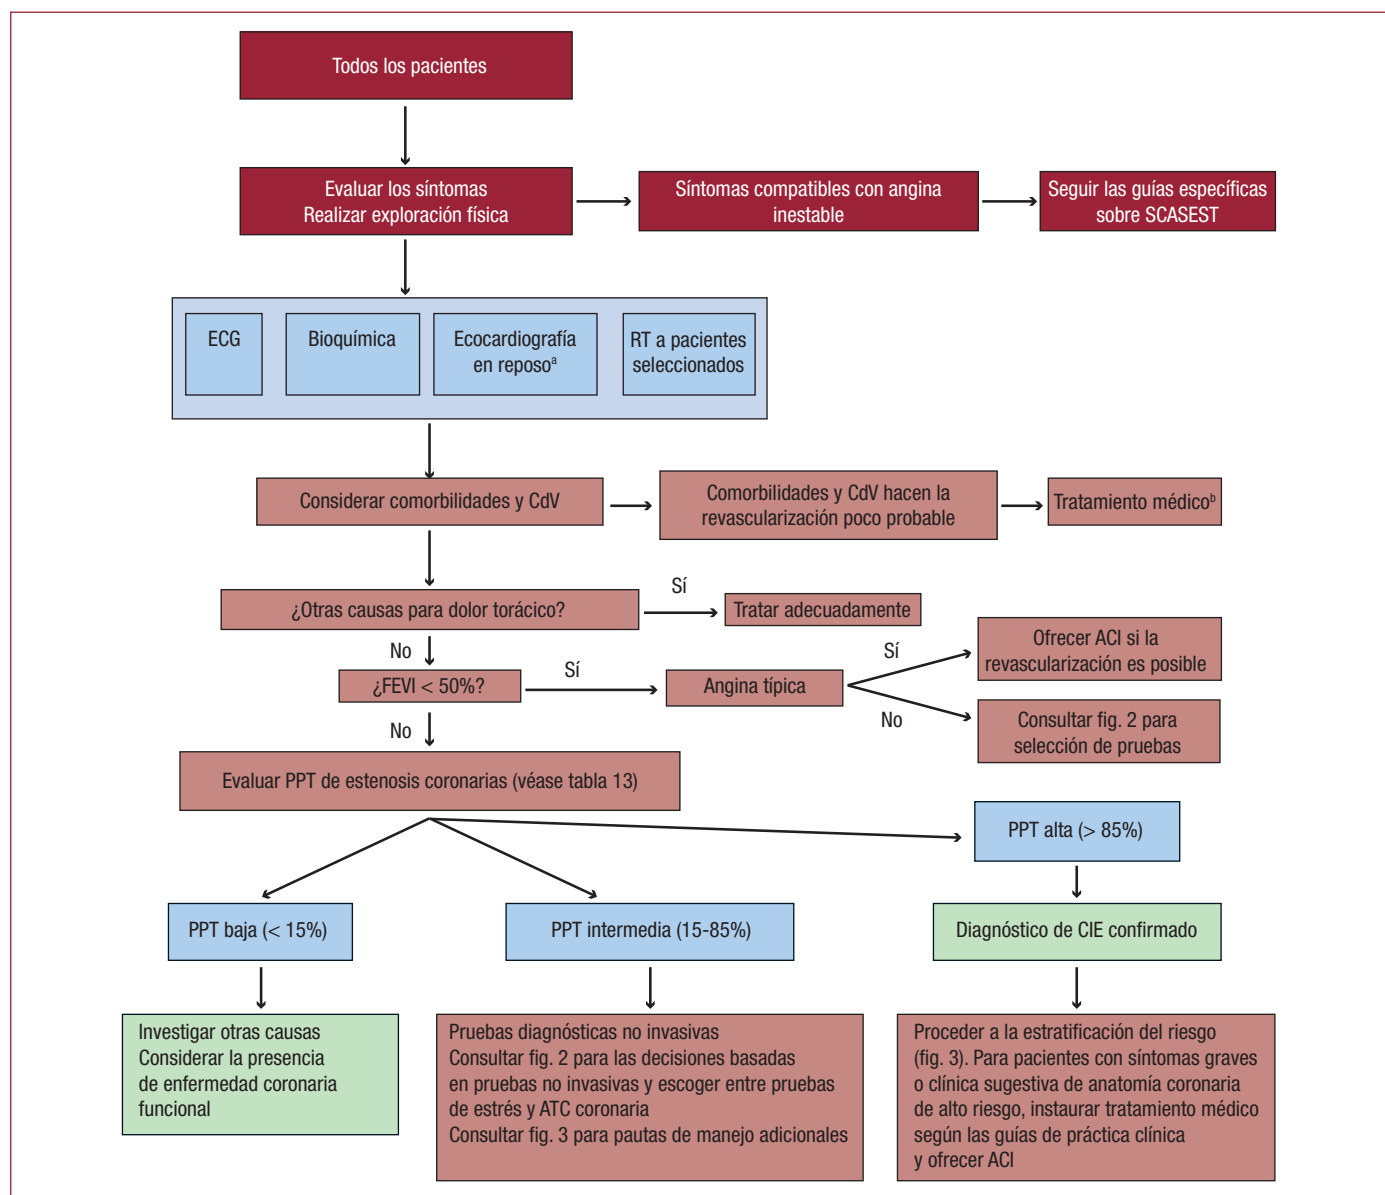 Todos los pacientes
Evaluar los síntomas
Realizar exploración física
Síntomas compatibles con angina
inestable
Seguir las guías específicas
sobre SCASEST
ECG
Bioquímica
Ecocardiografía
en reposoª
RT a pacientes
seleccionados
Considerar comorbilidades y CdV
Comorbilidades y CdV hacen la
revascularización poco probable
Tratamiento médicoᵇ
¿Otras causas para dolor torácico?
Sí
Tratar adecuadamente
No
¿FEVI < 50%?
Sí
Angina típica
Sí
Ofrecer ACI si la
revascularización es posible
No
Consultar fig. 2 para
selección de pruebas
No
Evaluar PPT de estenosis coronarias (véase tabla 13)
PPT alta (> 85%)
PPT baja (< 15%)
PPT intermedia (15-85%)
Diagnóstico de CIE confirmado
Investigar otras causas
Considerar la presencia
de enfermedad coronaria
funcional
Pruebas diagnósticas no invasivas
Consultar fig. 2 para las decisiones basadas
en pruebas no invasivas y escoger entre pruebas
de estrés y ATC coronaria
Consultar fig. 3 para pautas de manejo adicionales
Proceder a la estratificación del riesgo
(fig. 3). Para pacientes con síntomas graves
o clínica sugestiva de anatomía coronaria
de alto riesgo, instaurar tratamiento médico
según las guías de práctica clínica
y ofrecer ACI